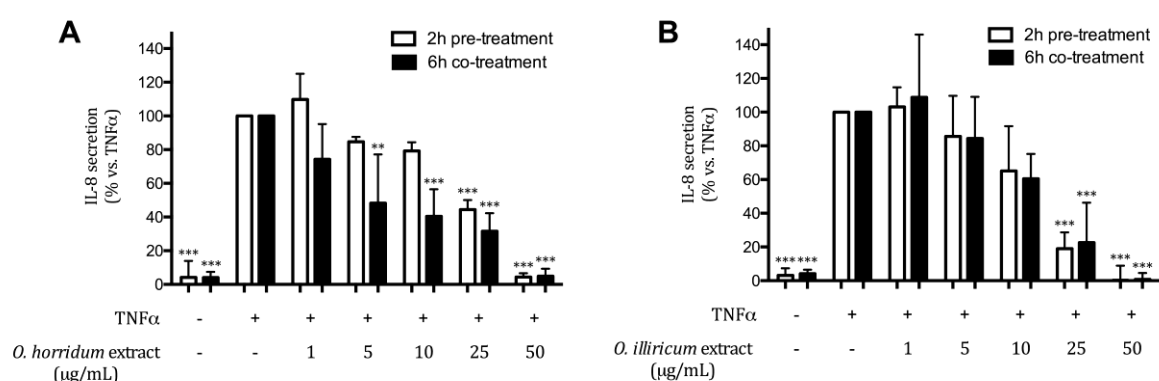 A
2h pre-treatment
6h co-treatment
IL-8 secretion
(% vs. TNFα)
140
120
100
80
60
40
20
0
*** *** ** *** *** *** *** ***
TNFα - + + + + + +
O. horridum extract - - 1 5 10 25 50
(μg/mL)
B
2h pre-treatment
6h co-treatment
IL-8 secretion
(% vs. TNFα)
140
120
100
80
60
40
20
0
*** *** *** *** *** ***
TNFα - + + + + + +
O. illiricum extract - - 1 5 10 25 50
(μg/mL)